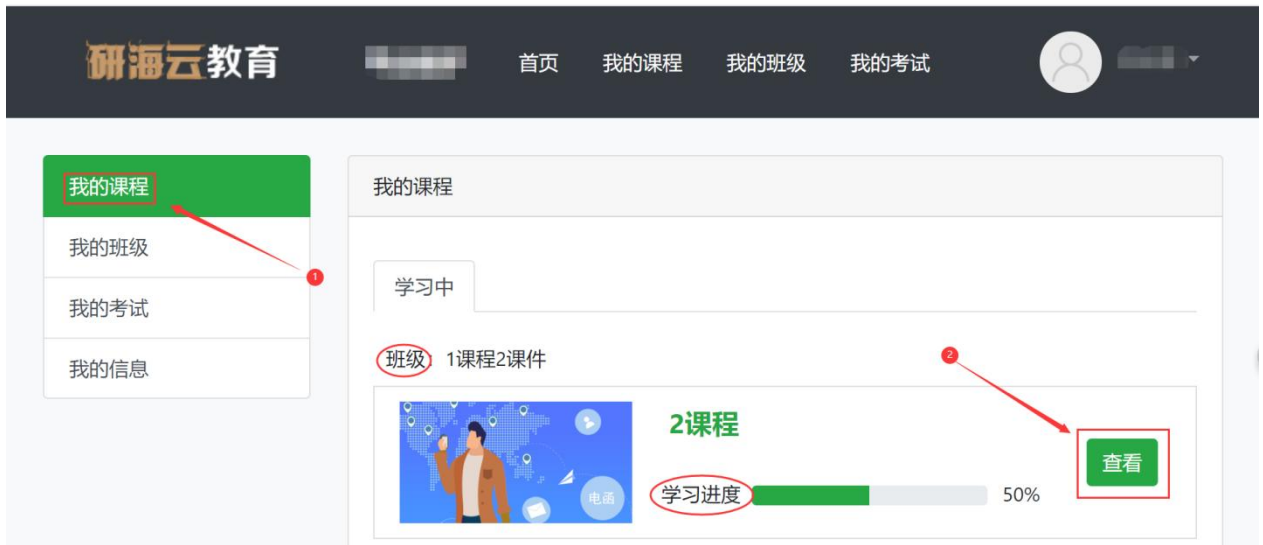 研海云教育 首页 我的课程 我的班级 我的考试
我的课程
我的班级
我的考试
我的信息
1
我的课程
学习中
班级：1课程2课件
2
2课程
学习进度 50%
查看
电函